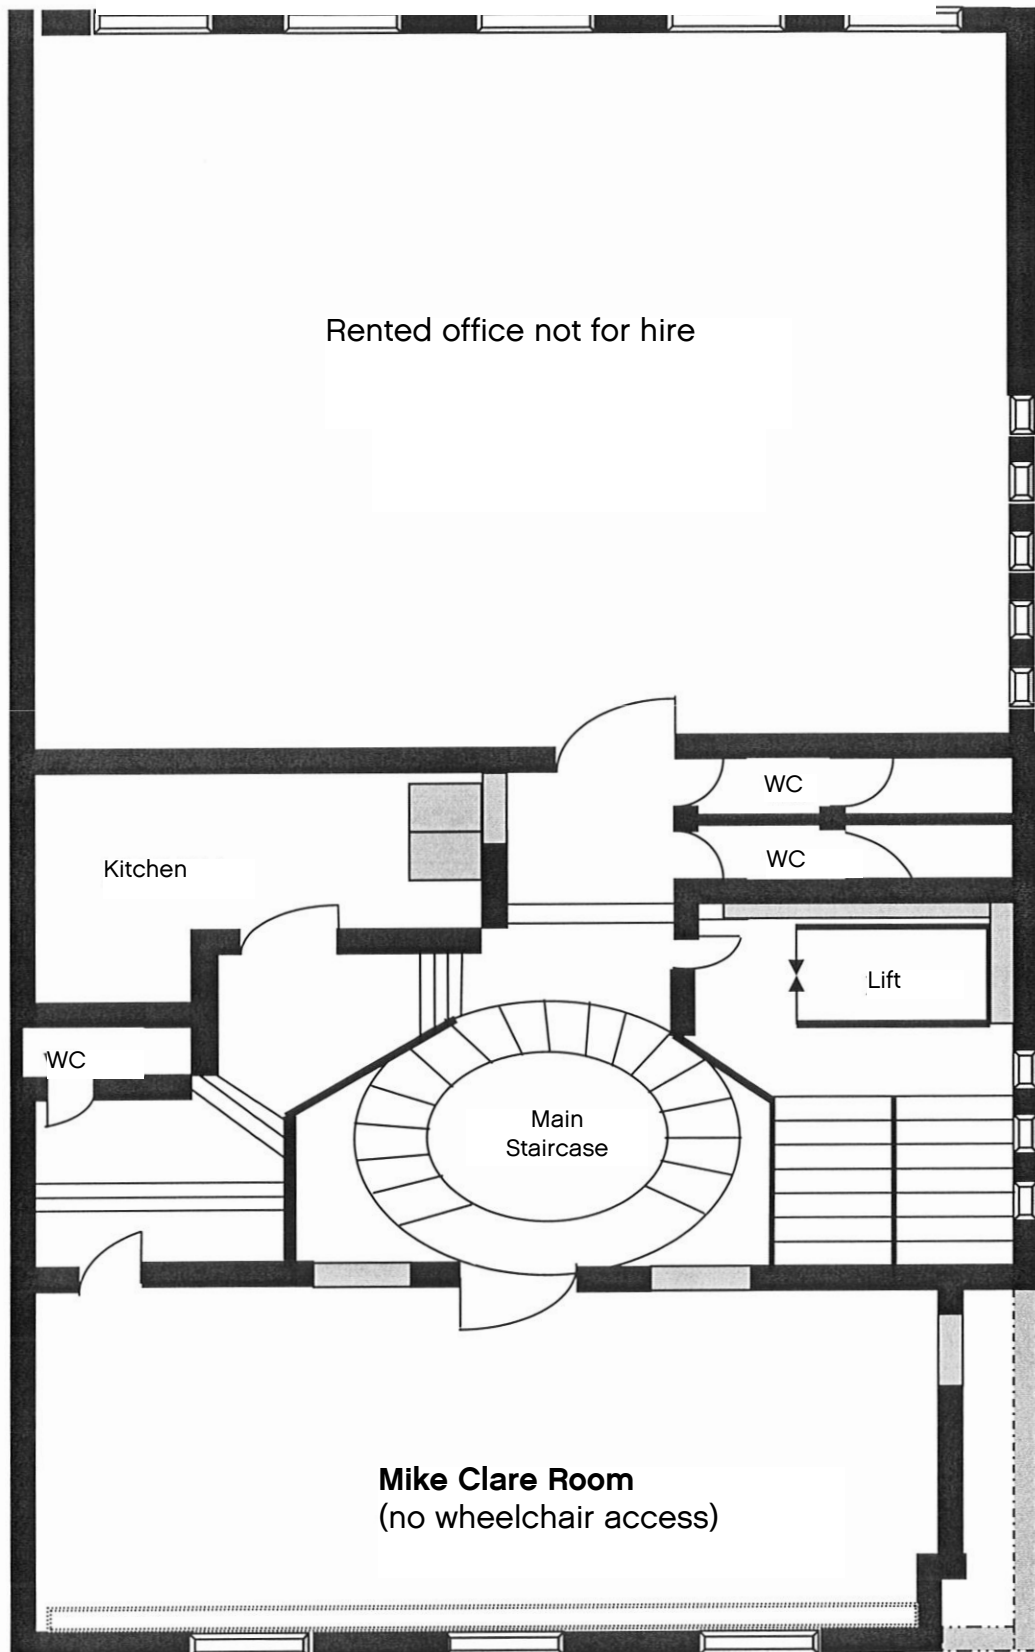 Rented office not for hire
WC
WC
Kitchen
Lift
WC
Main
Staircase
Mike Clare Room
(no wheelchair access)